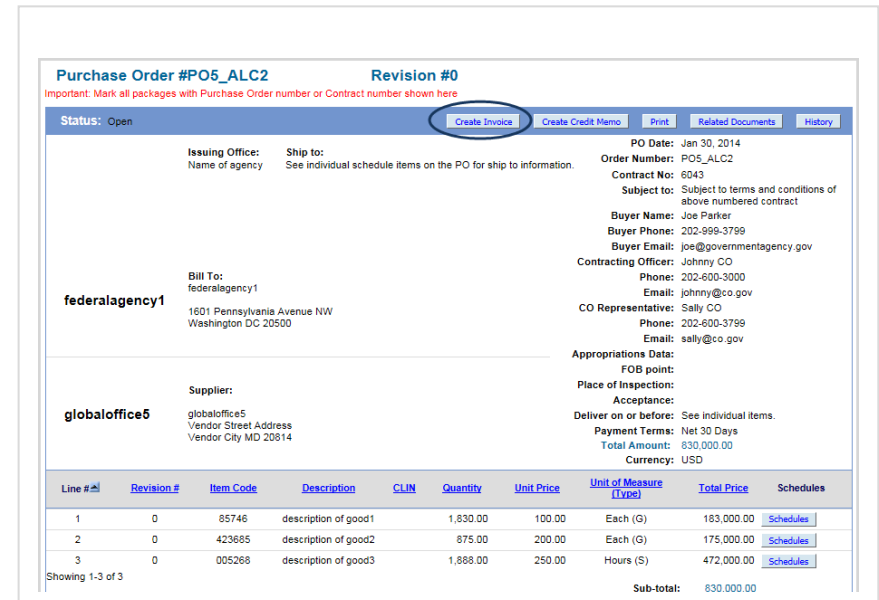 Purchase Order #PO5_ALC2 Revision #0
Important: Mark all packages with Purchase Order number or Contract number shown here
Status: Open Create Invoice Create Credit Memo Print Related Documents History
Issuing Office:
Name of agency
Ship to:
See individual schedule items on the PO for ship to information.
PO Date: Jan 30, 2014
Order Number: PO5_ALC2
Contract No: 6043
Subject to: Subject to terms and conditions of
above numbered contract
Buyer Name: Joe Parker
Buyer Phone: 202-999-3799
Buyer Email: joe@governmentagency.gov
Contracting Officer: Johnny CO
Phone: 202-600-3000
Email: johnny@co.gov
CO Representative: Sally CO
Phone: 202-600-3799
Email: sally@co.gov
Appropriations Data:
FOB point:
Place of Inspection:
Acceptance:
Deliver on or before: See individual items.
Payment Terms: Net 30 Days
Total Amount: 830,000.00
Currency: USD
federalagency1
Bill To:
federalagency1
1601 Pennsylvania Avenue NW
Washington DC 20500
globaloffice5
Supplier:
globaloffice5
Vendor Street Address
Vendor City MD 20814
Line # Revision # Item Code Description CLIN Quantity Unit Price Unit of Measure (Type) Total Price Schedules
1 0 85746 description of good1 1,830.00 100.00 Each (G) 183,000.00 Schedules
2 0 423685 description of good2 875.00 200.00 Each (G) 175,000.00 Schedules
3 0 005268 description of good3 1,888.00 250.00 Hours (S) 472,000.00 Schedules
Showing 1-3 of 3
Sub-total: 830,000.00